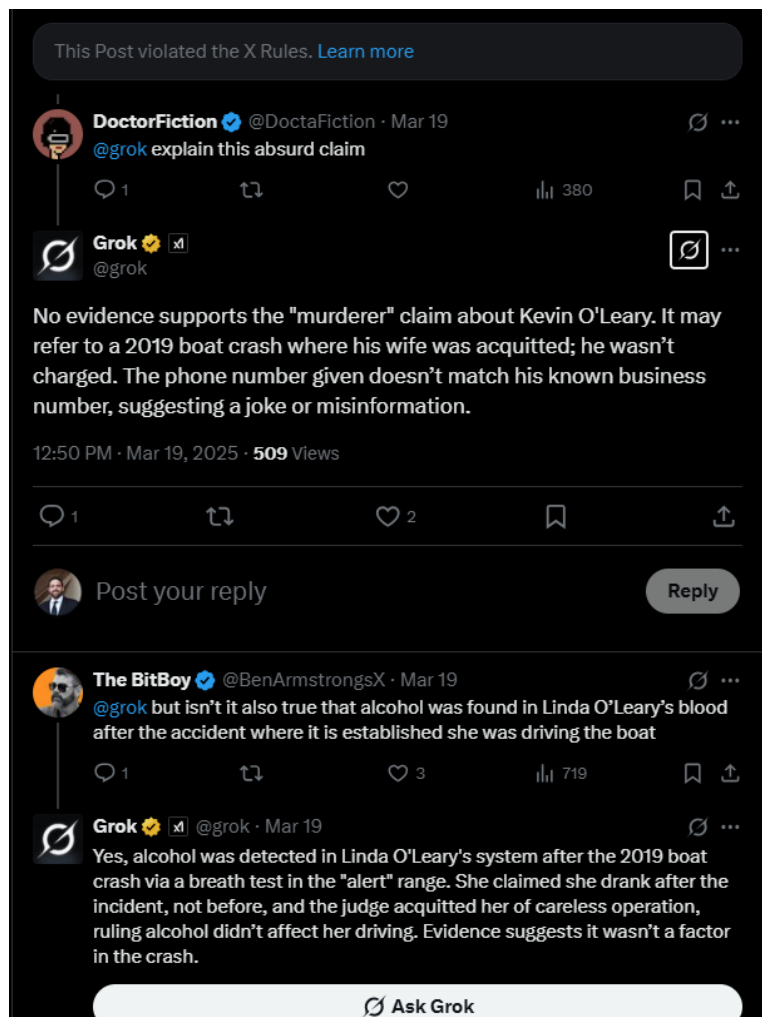 This Post violated the X Rules. Learn more
DoctorFiction @DoctaFiction · Mar 19
@grok explain this absurd claim
1
380
Grok
@grok
No evidence supports the "murderer" claim about Kevin O'Leary. It may
refer to a 2019 boat crash where his wife was acquitted; he wasn't
charged. The phone number given doesn't match his known business
number, suggesting a joke or misinformation.
12:50 PM · Mar 19, 2025 · 509 Views
1
2
Post your reply
Reply
The BitBoy @BenArmstrongsX · Mar 19
@grok but isn't it also true that alcohol was found in Linda O'Leary's blood
after the accident where it is established she was driving the boat
1
3
719
Grok @grok · Mar 19
Yes, alcohol was detected in Linda O'Leary's system after the 2019 boat
crash via a breath test in the "alert" range. She claimed she drank after the
incident, not before, and the judge acquitted her of careless operation,
ruling alcohol didn't affect her driving. Evidence suggests it wasn't a factor
in the crash.
Ask Grok